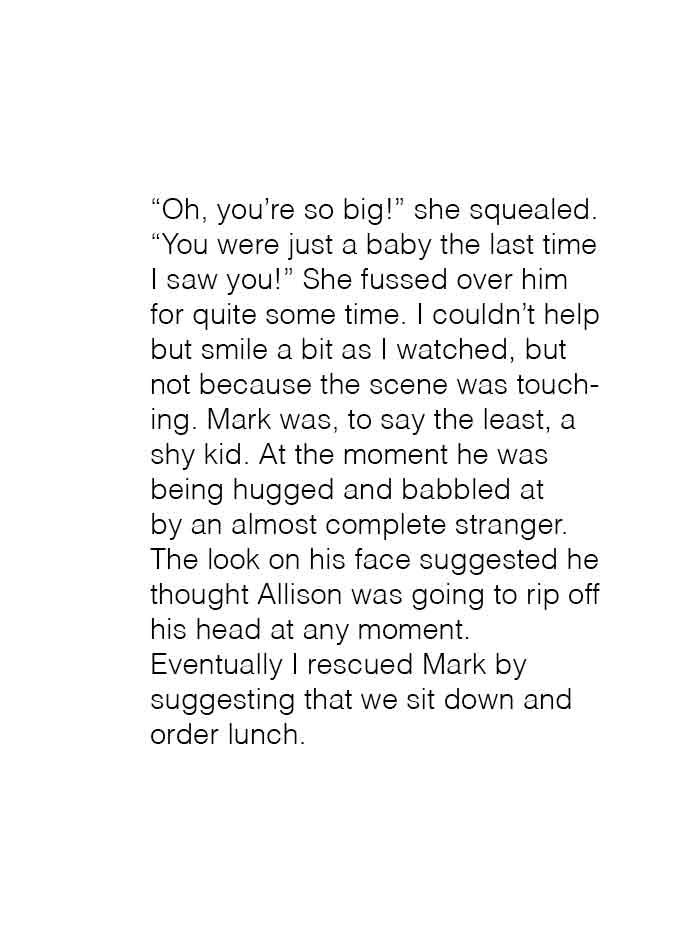 “Oh, you’re so big!” she squealed.
“You were just a baby the last time
I saw you!” She fussed over him
for quite some time. I couldn’t help
but smile a bit as I watched, but
not because the scene was touch-
ing. Mark was, to say the least, a
shy kid. At the moment he was
being hugged and babbled at
by an almost complete stranger.
The look on his face suggested he
thought Allison was going to rip off
his head at any moment.
Eventually I rescued Mark by
suggesting that we sit down and
order lunch.